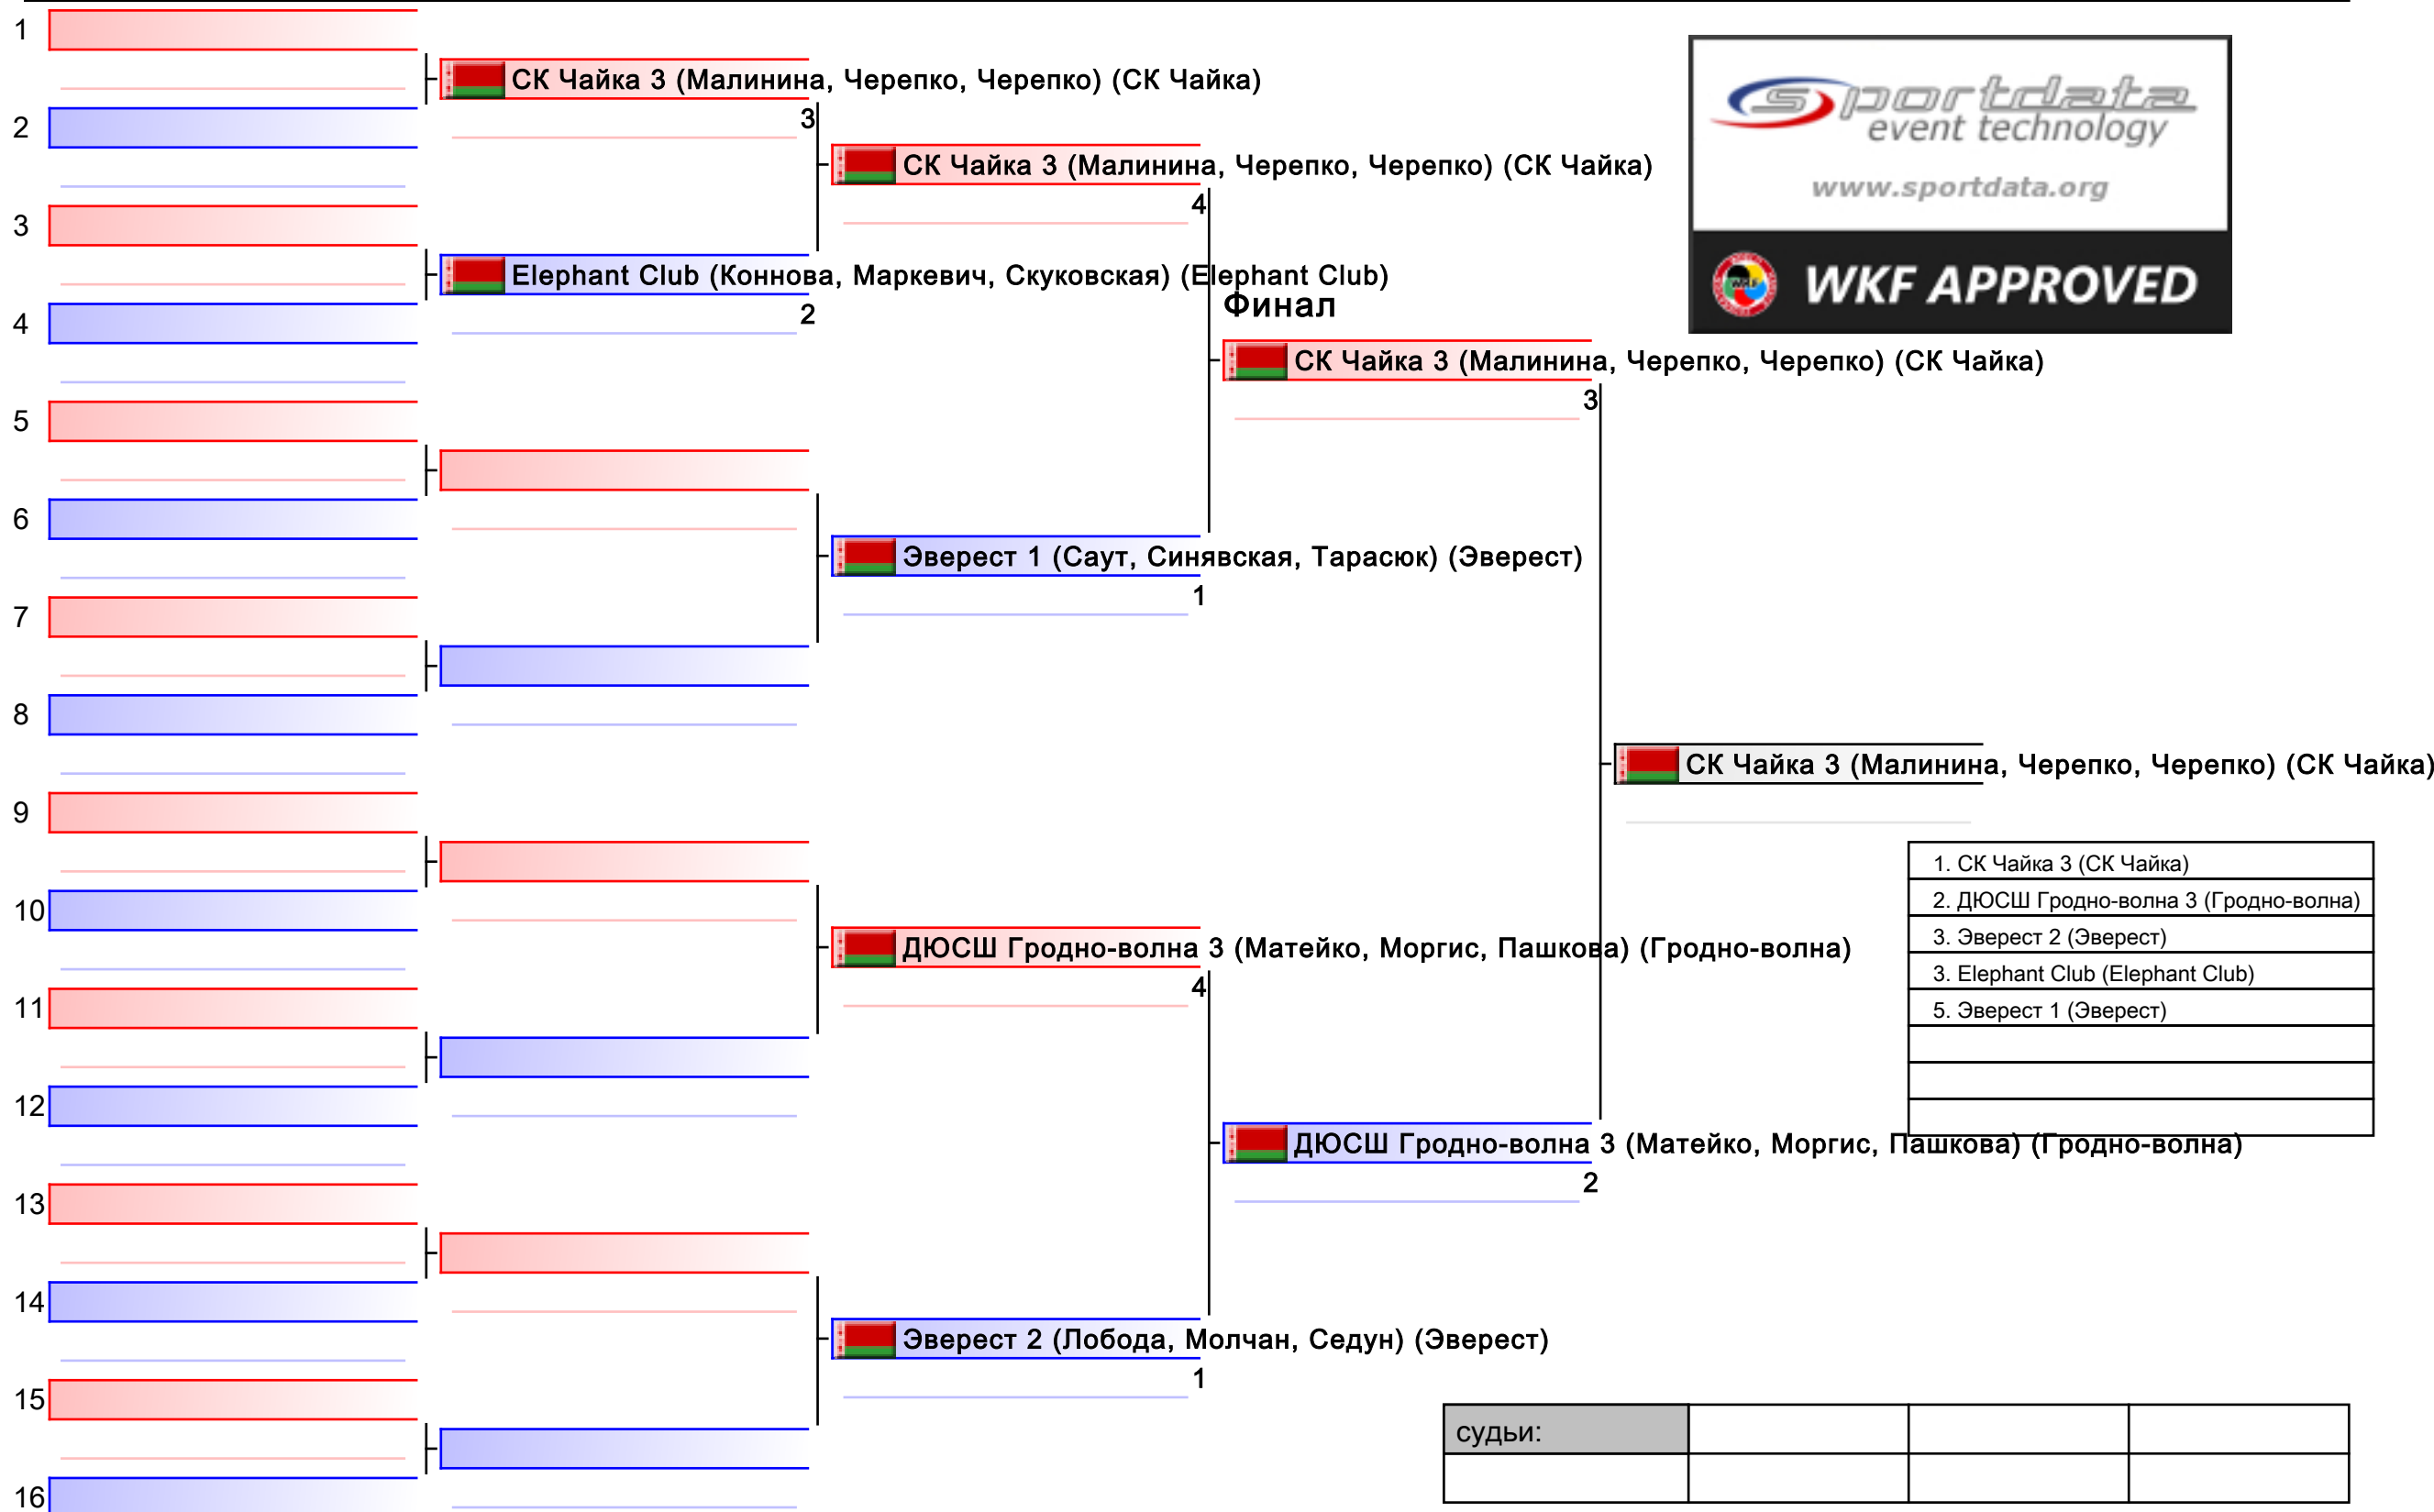 1
СК Чайка 3 (Малинина, Черепко, Черепко) (СК Чайка)
3
2
СК Чайка 3 (Малинина, Черепко, Черепко) (СК Чайка)
4
3
Elephant Club (Коннова, Маркевич, Скуковская) (Elephant Club)
2
4
Финал
СК Чайка 3 (Малинина, Черепко, Черепко) (СК Чайка)
3
5
6
Эверест 1 (Саут, Синявская, Тарасюк) (Эверест)
1
7
8
СК Чайка 3 (Малинина, Черепко, Черепко) (СК Чайка)
9
10
ДЮСШ Гродно-волна 3 (Матейко, Моргис, Пашкова) (Гродно-волна)
4
11
12
ДЮСШ Гродно-волна 3 (Матейко, Моргис, Пашкова) (Гродно-волна)
2
13
14
Эверест 2 (Лобода, Молчан, Седун) (Эверест)
1
15
16
sportdata
event technology
www.sportdata.org
WKF
WKF APPROVED
1. СК Чайка 3 (СК Чайка)
2. ДЮСШ Гродно-волна 3 (Гродно-волна)
3. Эверест 2 (Эверест)
3. Elephant Club (Elephant Club)
5. Эверест 1 (Эверест)
судьи: